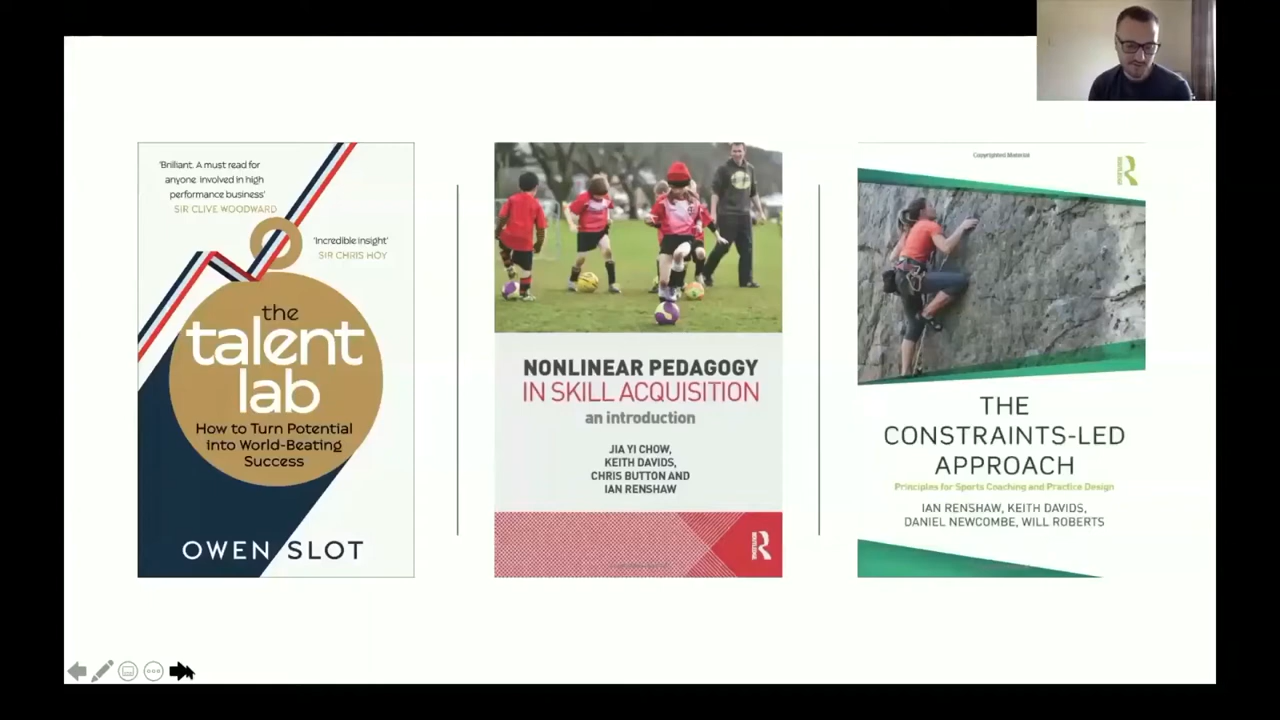 'Brilliant. A must read for
anyone involved in high
performance business'
SIR CLIVE WOODWARD
'Incredible insight'
SIR CHRIS HOY
the
talent
lab
How to Turn Potential
into World-Beating
Success
OWEN SLOT
NONLINEAR PEDAGOGY
IN SKILL ACQUISITION
an introduction
JIA YI CHOW,
KEITH DAVIDS,
CHRIS BUTTON AND
IAN RENSHAW
ROUTLEDGE
Copyrighted Material
ROUTLEDGE
THE
CONSTRAINTS-LED
APPROACH
Principles for Sports Coaching and Practice Design
IAN RENSHAW, KEITH DAVIDS,
DANIEL NEWCOMBE, WILL ROBERTS